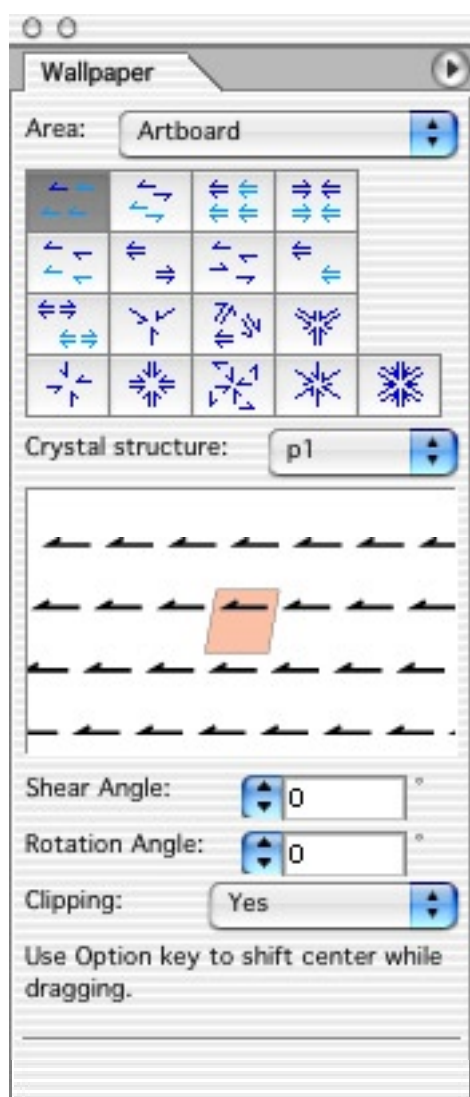 Wallpaper
Area: Artboard
Crystal structure: p1
Shear Angle: 0 °
Rotation Angle: 0 °
Clipping: Yes
Use Option key to shift center while
dragging.